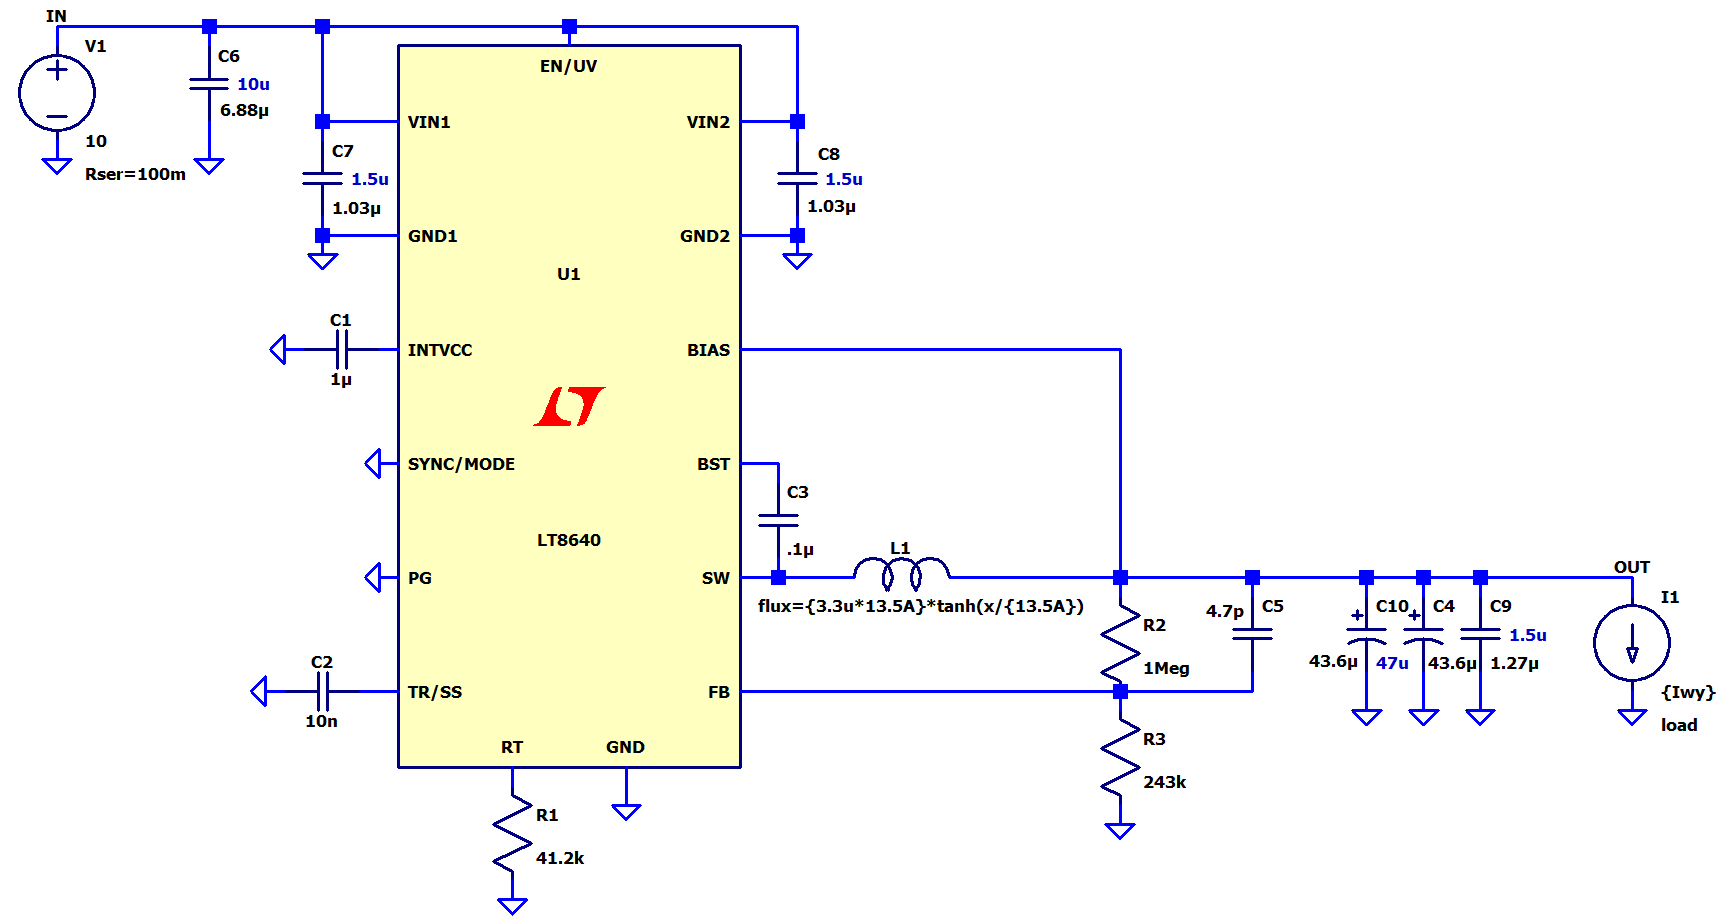 IN
V1
10
Rser=100m
C6
10u
6.88µ
C7
1.5u
1.03µ
EN/UV
VIN1
VIN2
C8
1.5u
1.03µ
GND1
GND2
U1
C1
1µ
INTVCC
BIAS
SYNC/MODE
BST
C3
.1µ
LT8640
PG
SW
L1
flux={3.3u*13.5A}*tanh(x/{13.5A})
C2
10n
TR/SS
FB
RT
GND
R1
41.2k
R2
1Meg
4.7p
C5
R3
243k
C10
43.6µ
47u
C4
43.6µ
C9
1.5u
1.27µ
OUT
I1
{Iwy}
load